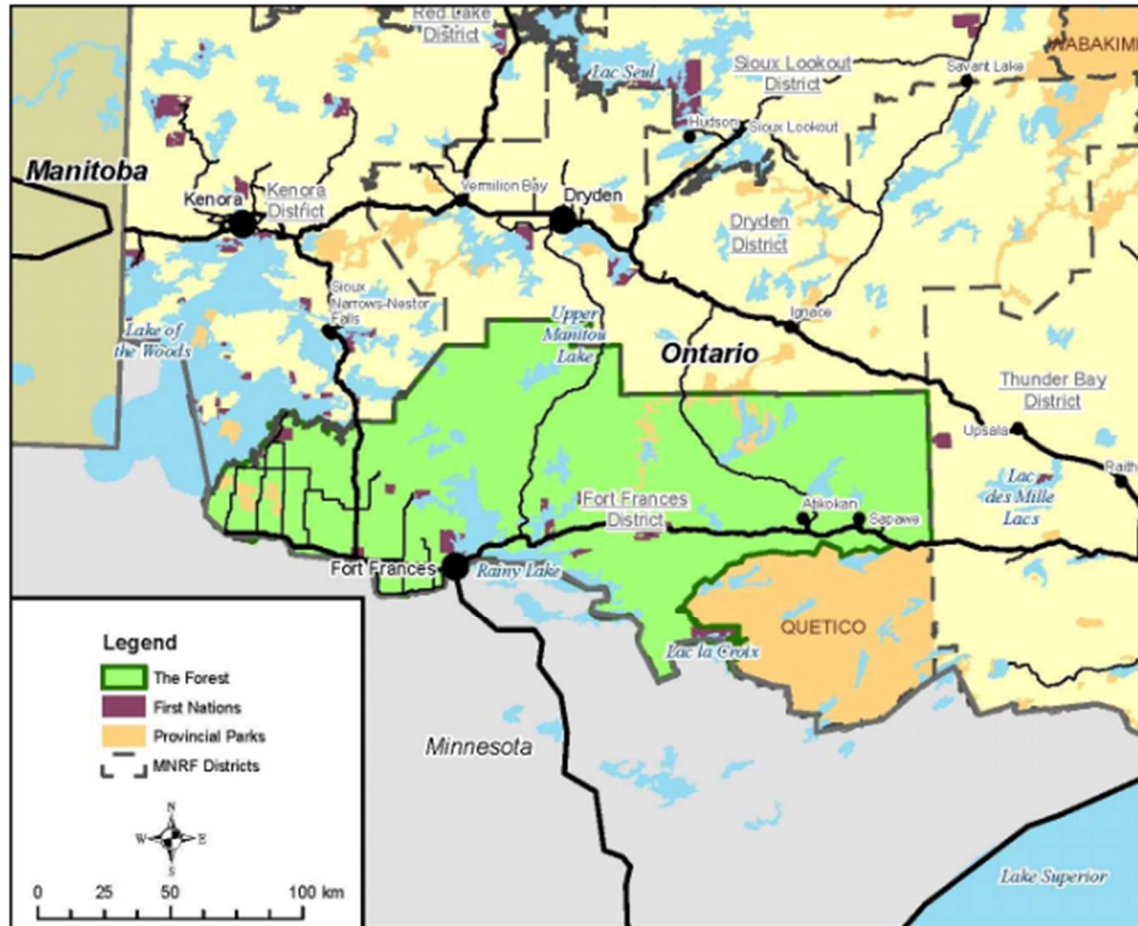 Red Lake
District
WABAKIMI
Lac Seul
Sioux Lookout
District
Savant Lake
Hudson
Sioux Lookout
Manitoba
Kenora
Kenora
District
Vermilion Bay
Dryden
Dryden
District
Sioux
Narrows-Nestor
Falls
Lake of
the Woods
Upper
Manitou
Lake
Ignace
Ontario
Thunder Bay
District
Upsala
Raith
Lac
des Mille
Lacs
Fort Frances
District
Atikokan
Sapawe
Fort Frances
Rainy Lake
QUETICO
Lac la Croix
Minnesota
Lake Superior
Legend
The Forest
First Nations
Provincial Parks
MNRF Districts
N
W
E
S
0 25 50 100 km